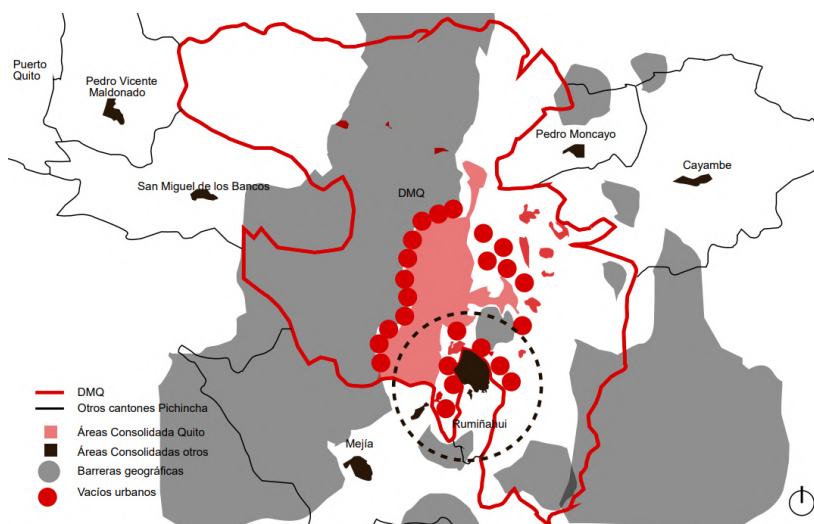 Puerto
Quito
Pedro Vicente
Maldonado
Pedro Moncayo
Cayambe
San Miguel de los Bancos
DMQ
Rumiñahui
Mejía
DMQ
Otros cantones Pichincha
Áreas Consolidada Quito
Áreas Consolidadas otros
Barreras geográficas
Vacíos urbanos